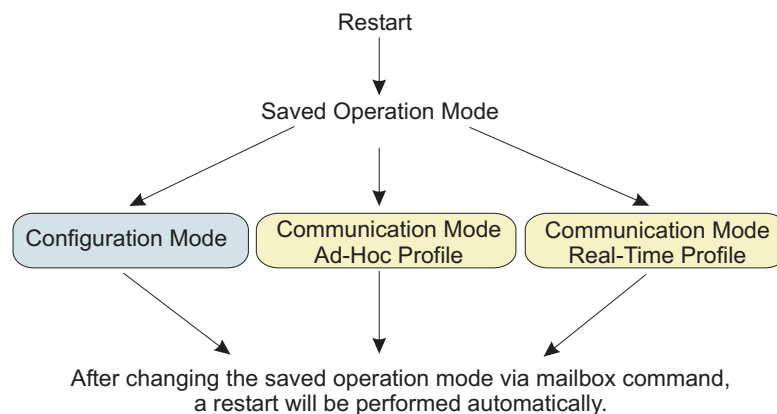 Restart
Saved Operation Mode
Configuration Mode
Communication Mode
Ad-Hoc Profile
Communication Mode
Real-Time Profile
After changing the saved operation mode via mailbox command,
a restart will be performed automatically.